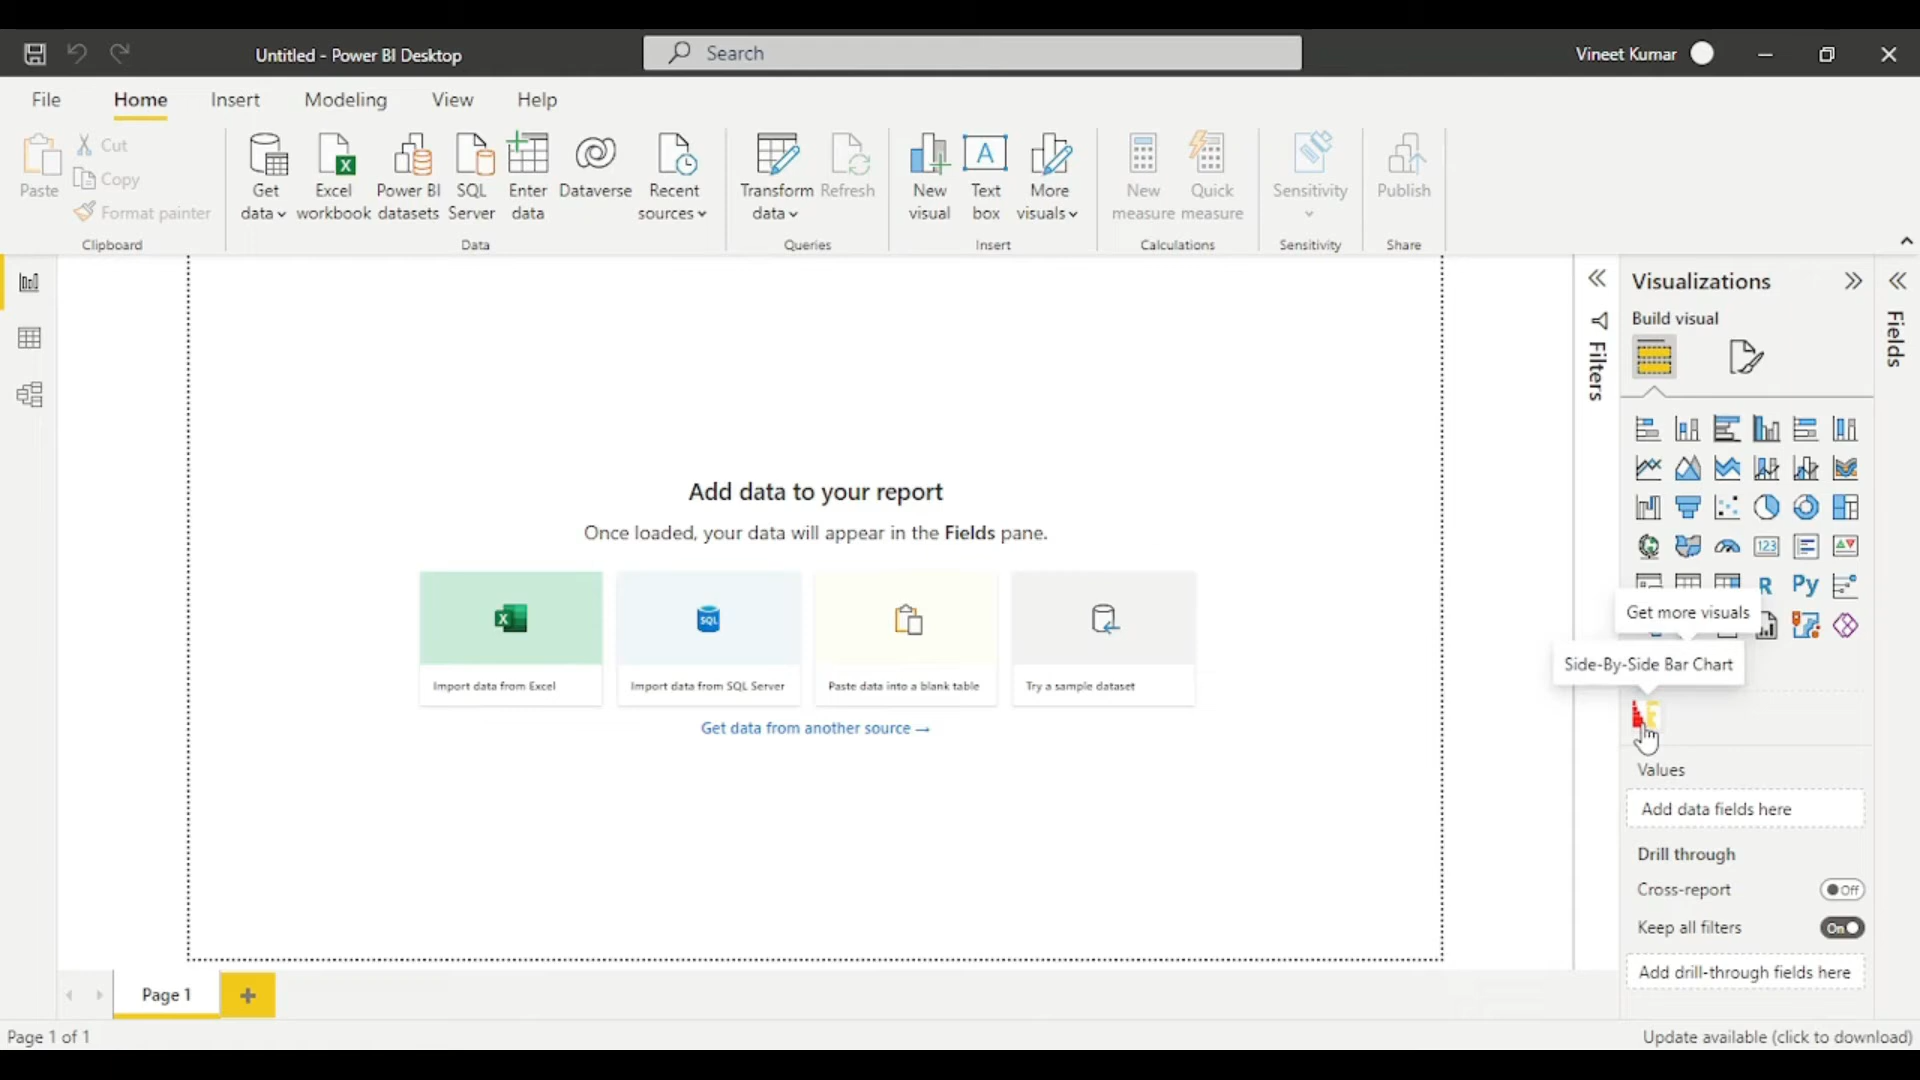 Untitled - Power BI Desktop
Search
Vineet Kumar
File
Home
Insert
Modeling
View
Help
Paste
Cut
Copy
Format painter
Clipboard
Get
data
Excel
workbook
Power BI
datasets
SQL
Server
Enter
data
Dataverse
Recent
sources
Data
Transform
data
Refresh
Queries
New
visual
Text
box
More
visuals
Insert
New
measure
Quick
measure
Calculations
Sensitivity
Sensitivity
Publish
Share
Add data to your report
Once loaded, your data will appear in the Fields pane.
SQL
Import data from Excel
Import data from SQL Server
Paste data into a blank table
Try a sample dataset
Get data from another source →
Filters
Visualizations
Build visual
123
R
Py
Get more visuals
Side-By-Side Bar Chart
Values
Add data fields here
Drill through
Cross-report
Off
Keep all filters
On
Add drill-through fields here
Fields
Page 1
Page 1 of 1
Update available (click to download)